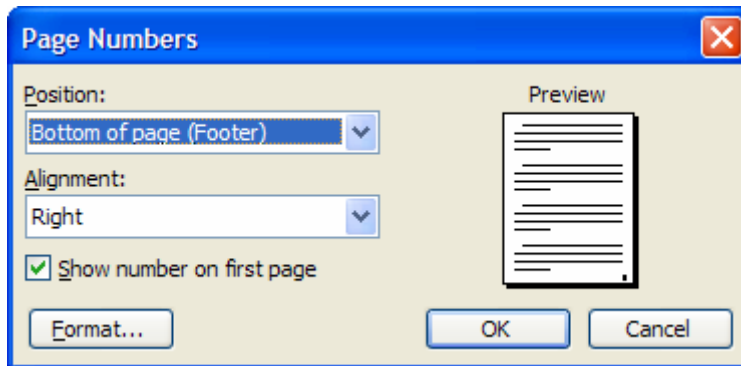 Page Numbers
Position:
Bottom of page (Footer)
Alignment:
Right
Show number on first page
Format...
Preview
OK
Cancel